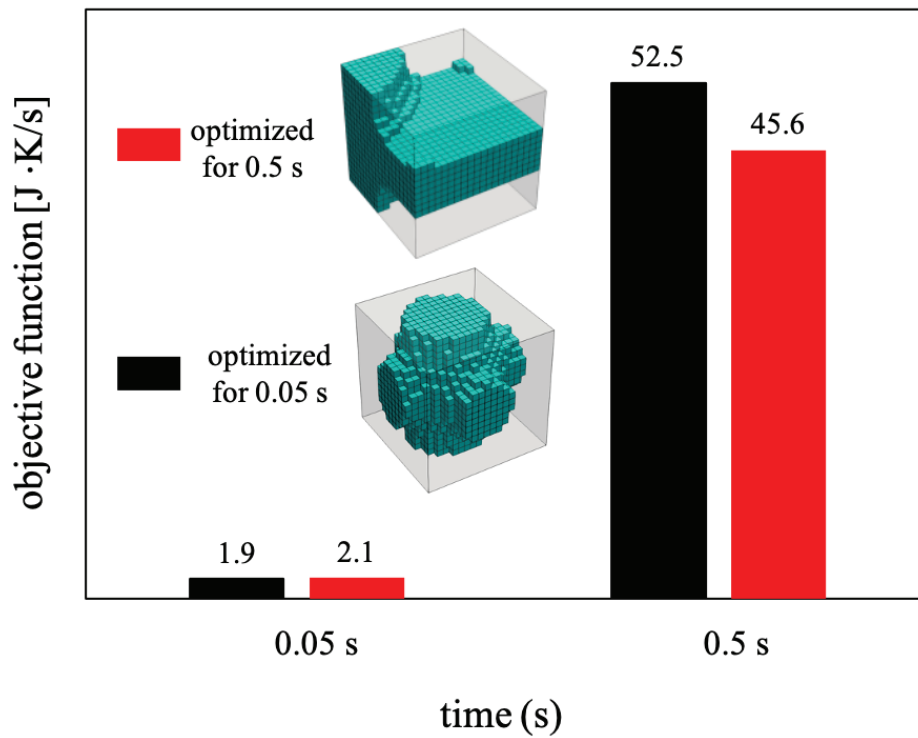 objective function [J ·K/s]
optimized
for 0.5 s
optimized
for 0.05 s
52.5
45.6
1.9
2.1
0.05 s
0.5 s
time (s)